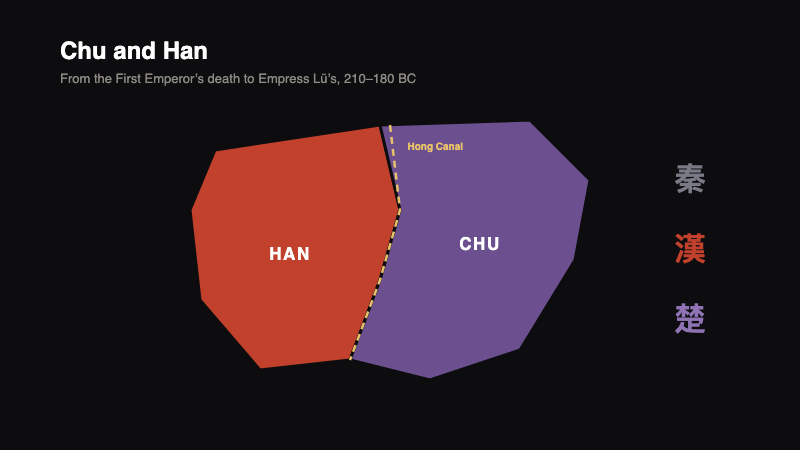 Chu and Han
From the First Emperor’s death to Empress Lü’s, 210–180 BC
Hong Canal
HAN
CHU
秦
漢
楚